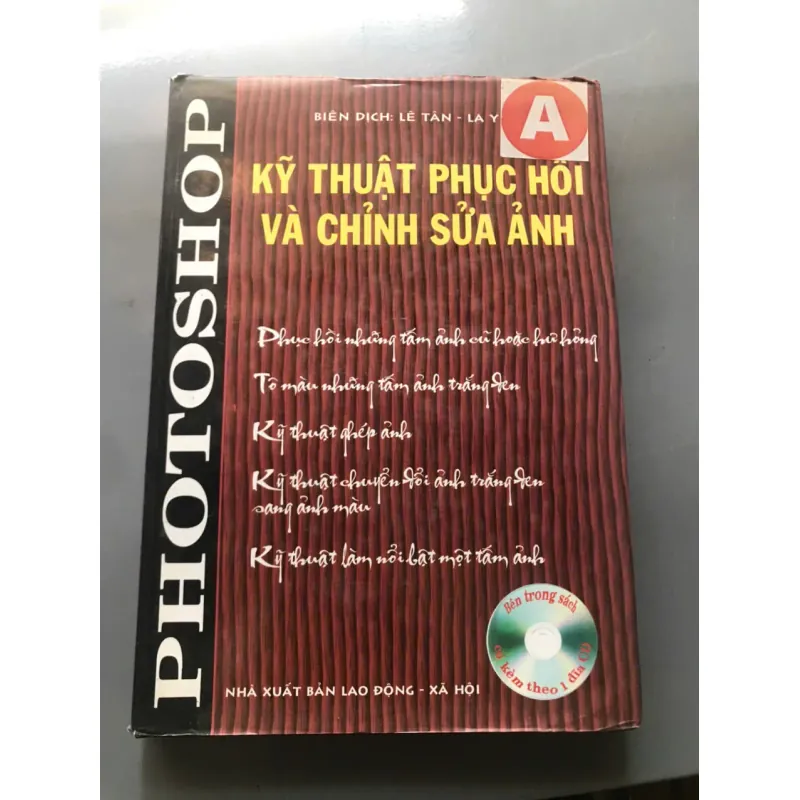 PHOTOSHOP
BIÊN DỊCH: LÊ TÂN - LA Y
A
KỸ THUẬT PHỤC HỒI
VÀ CHỈNH SỬA ẢNH
Phục hồi những tấm ảnh cũ hoặc hư hỏng
Tô màu những tấm ảnh trắng đen
Kỹ thuật ghép ảnh
Kỹ thuật chuyển đổi ảnh trắng đen
sang ảnh màu
Kỹ thuật làm nổi bật một tấm ảnh
Bên trong sách
có kèm theo 1 đĩa CD
NHÀ XUẤT BẢN LAO ĐỘNG - XÃ HỘI